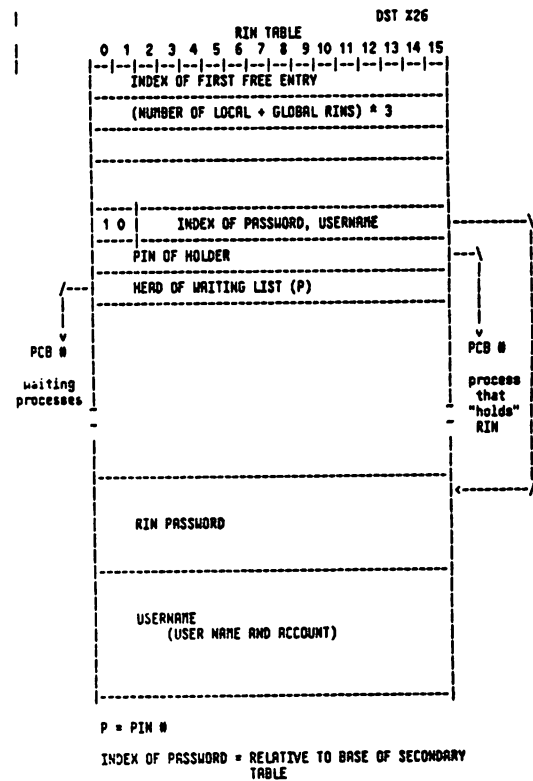 DST %26
RIN TABLE
0 1 2 3 4 5 6 7 8 9 10 11 12 13 14 15
INDEX OF FIRST FREE ENTRY
(NUMBER OF LOCAL + GLOBAL RINS) * 3
1 0 INDEX OF PASSWORD, USERNAME
PIN OF HOLDER
HEAD OF WAITING LIST (P)
PCB #
waiting
processes
PCB #
process
that
"holds"
RIN
RIN PASSWORD
USERNAME
(USER NAME AND ACCOUNT)
P = PIN #
INDEX OF PASSWORD = RELATIVE TO BASE OF SECONDARY
TABLE